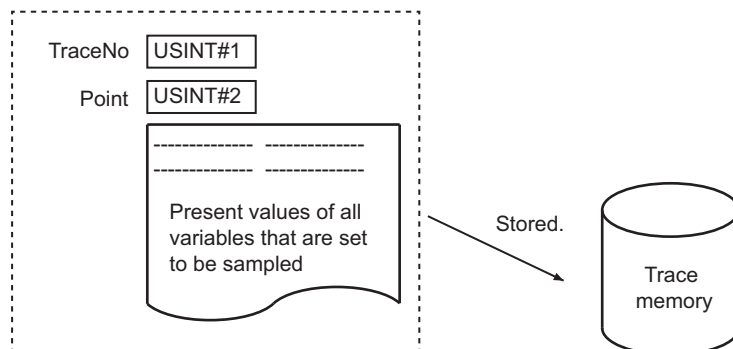 TraceNo USINT#1
Point USINT#2
Present values of all
variables that are set
to be sampled
Stored.
Trace
memory